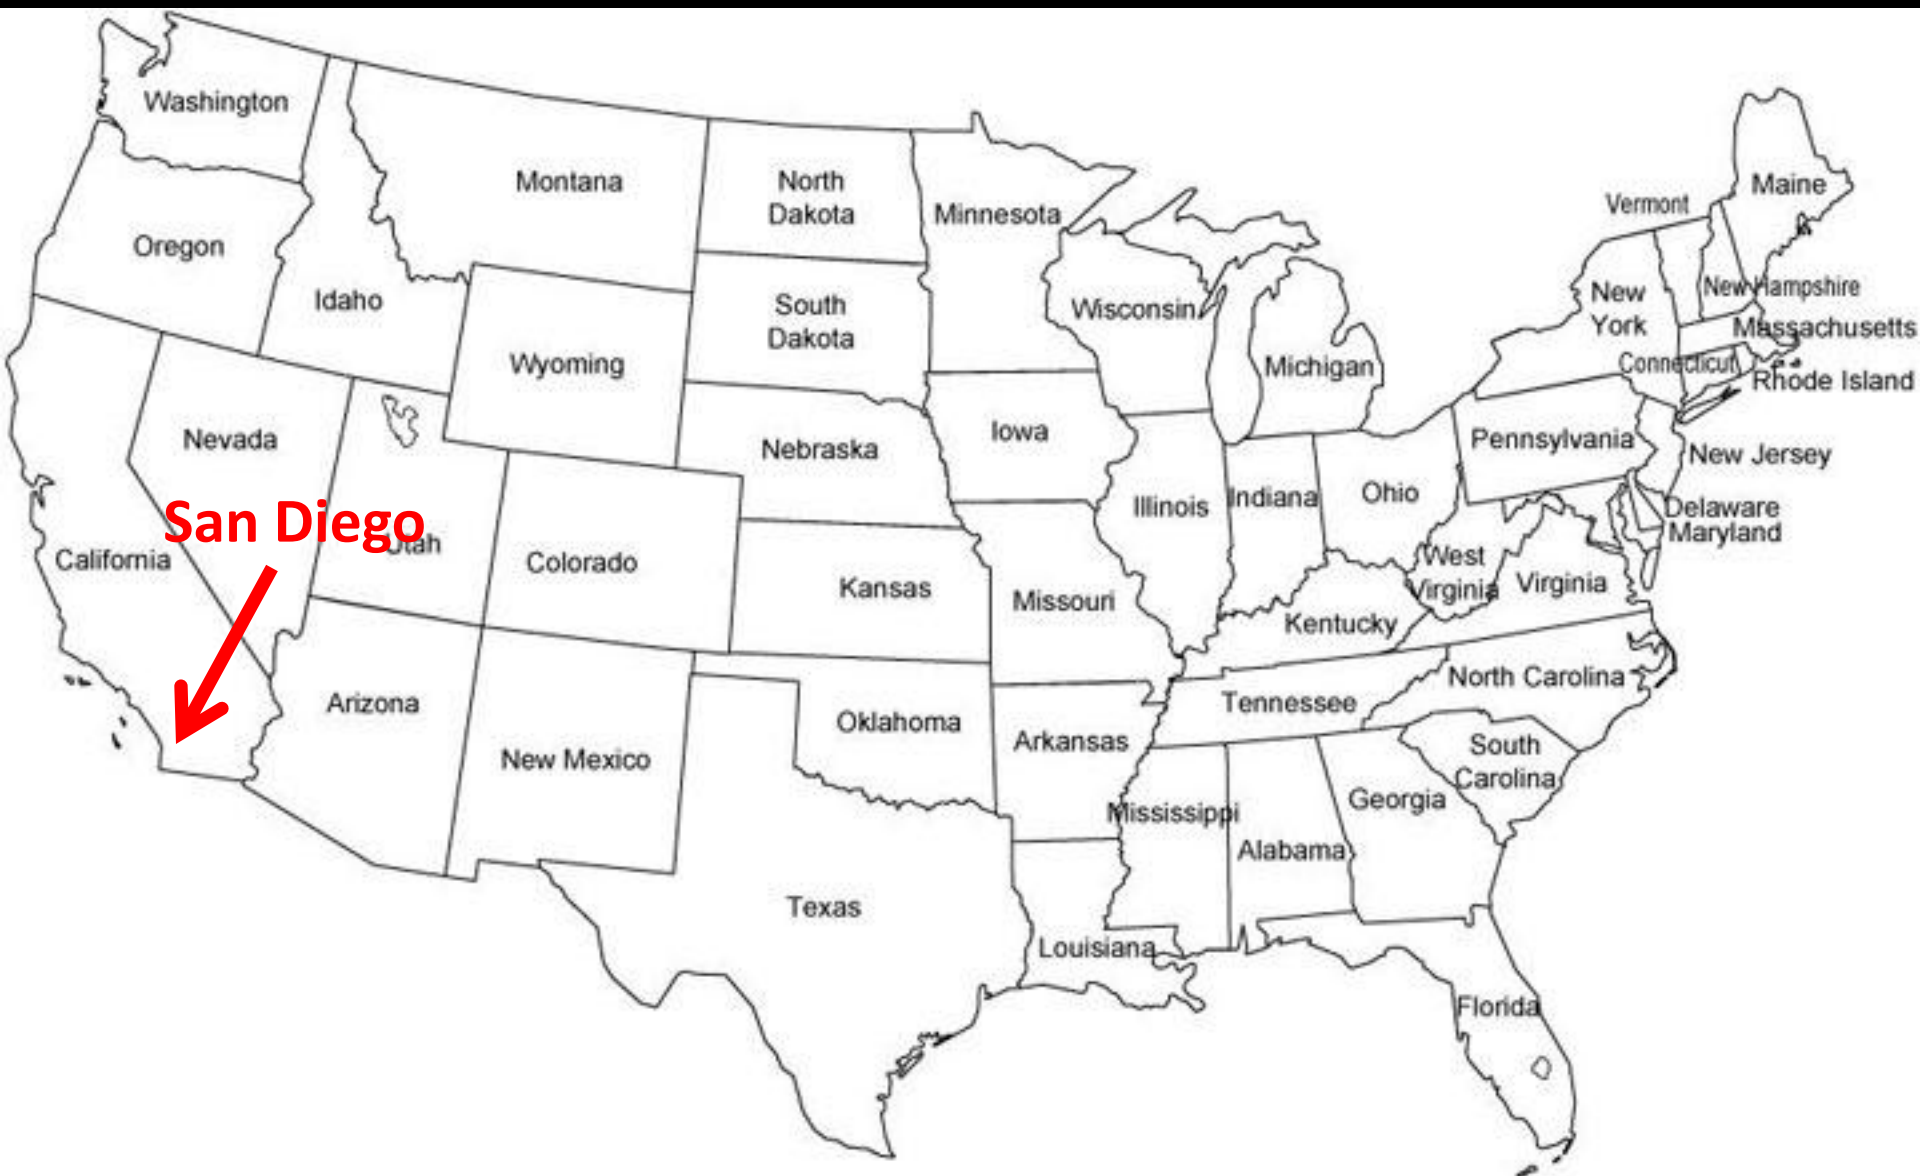 Washington
Montana
North
Dakota
Minnesota
Maine
Vermont
Oregon
Idaho
South
Dakota
Wisconsin
New
York
New Hampshire
Massachusetts
Wyoming
Michigan
Connecticut
Rhode Island
Nevada
Nebraska
Iowa
Pennsylvania
New Jersey
San Diego
Utah
California
Colorado
Kansas
Missouri
Illinois
Indiana
Ohio
West
Virginia
Virginia
Delaware
Maryland
Kentucky
Arizona
New Mexico
Oklahoma
Arkansas
Tennessee
North Carolina
South
Carolina
Mississippi
Alabama
Georgia
Texas
Louisiana
Florida